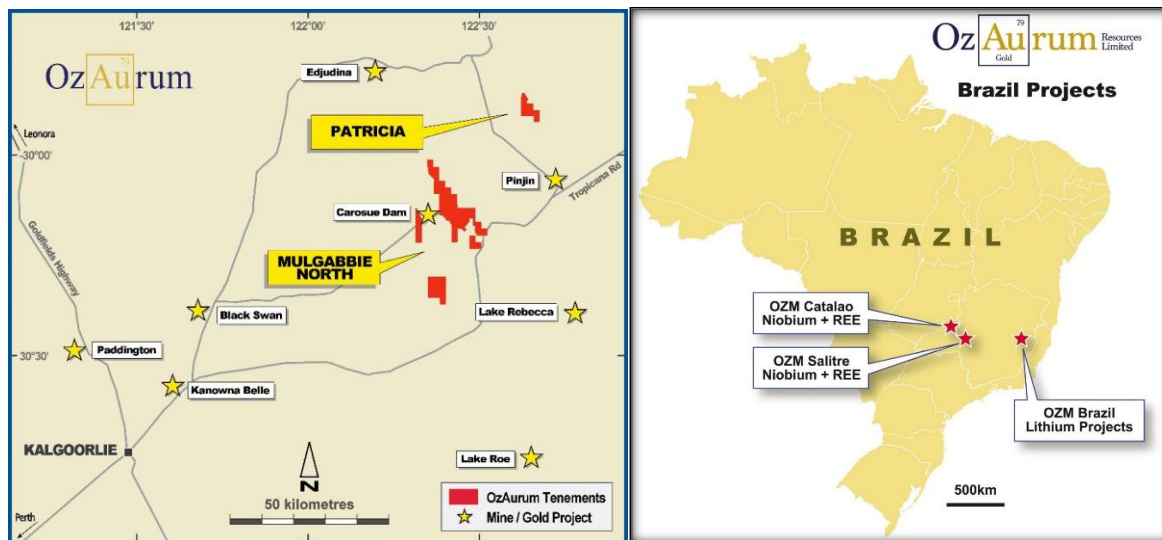 121°30'
122°00'
122°30'
79
OzAurum
Edjudina
PATRICIA
Leonora
-30°00'
Pinjin
Tropicana Rd
Carosue Dam
Goldfields Highway
MULGABBIE
NORTH
Black Swan
Lake Rebecca
Paddington
-30°30'
Kanowna Belle
KALGOORLIE
Lake Roe
N
50 kilometres
OzAurum Tenements
Mine / Gold Project
Perth
79
OzAurum
Gold
Resources
Limited
Brazil Projects
BRAZIL
OZM Catalao
Niobium + REE
OZM Salitre
Niobium + REE
OZM Brazil
Lithium Projects
500km